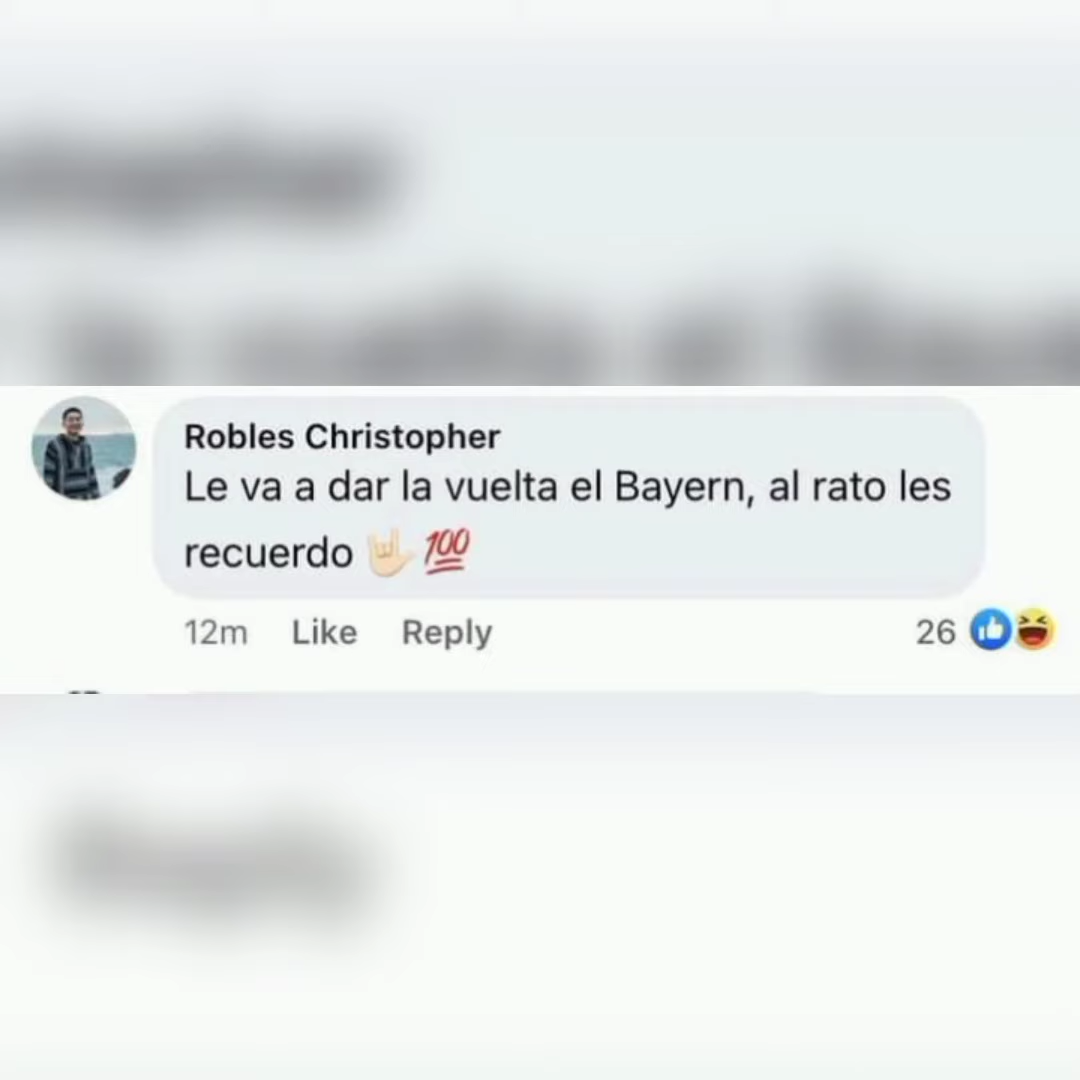 Robles Christopher
Le va a dar la vuelta el Bayern, al rato les
recuerdo 🤟🏻 💯
12m Like Reply 26